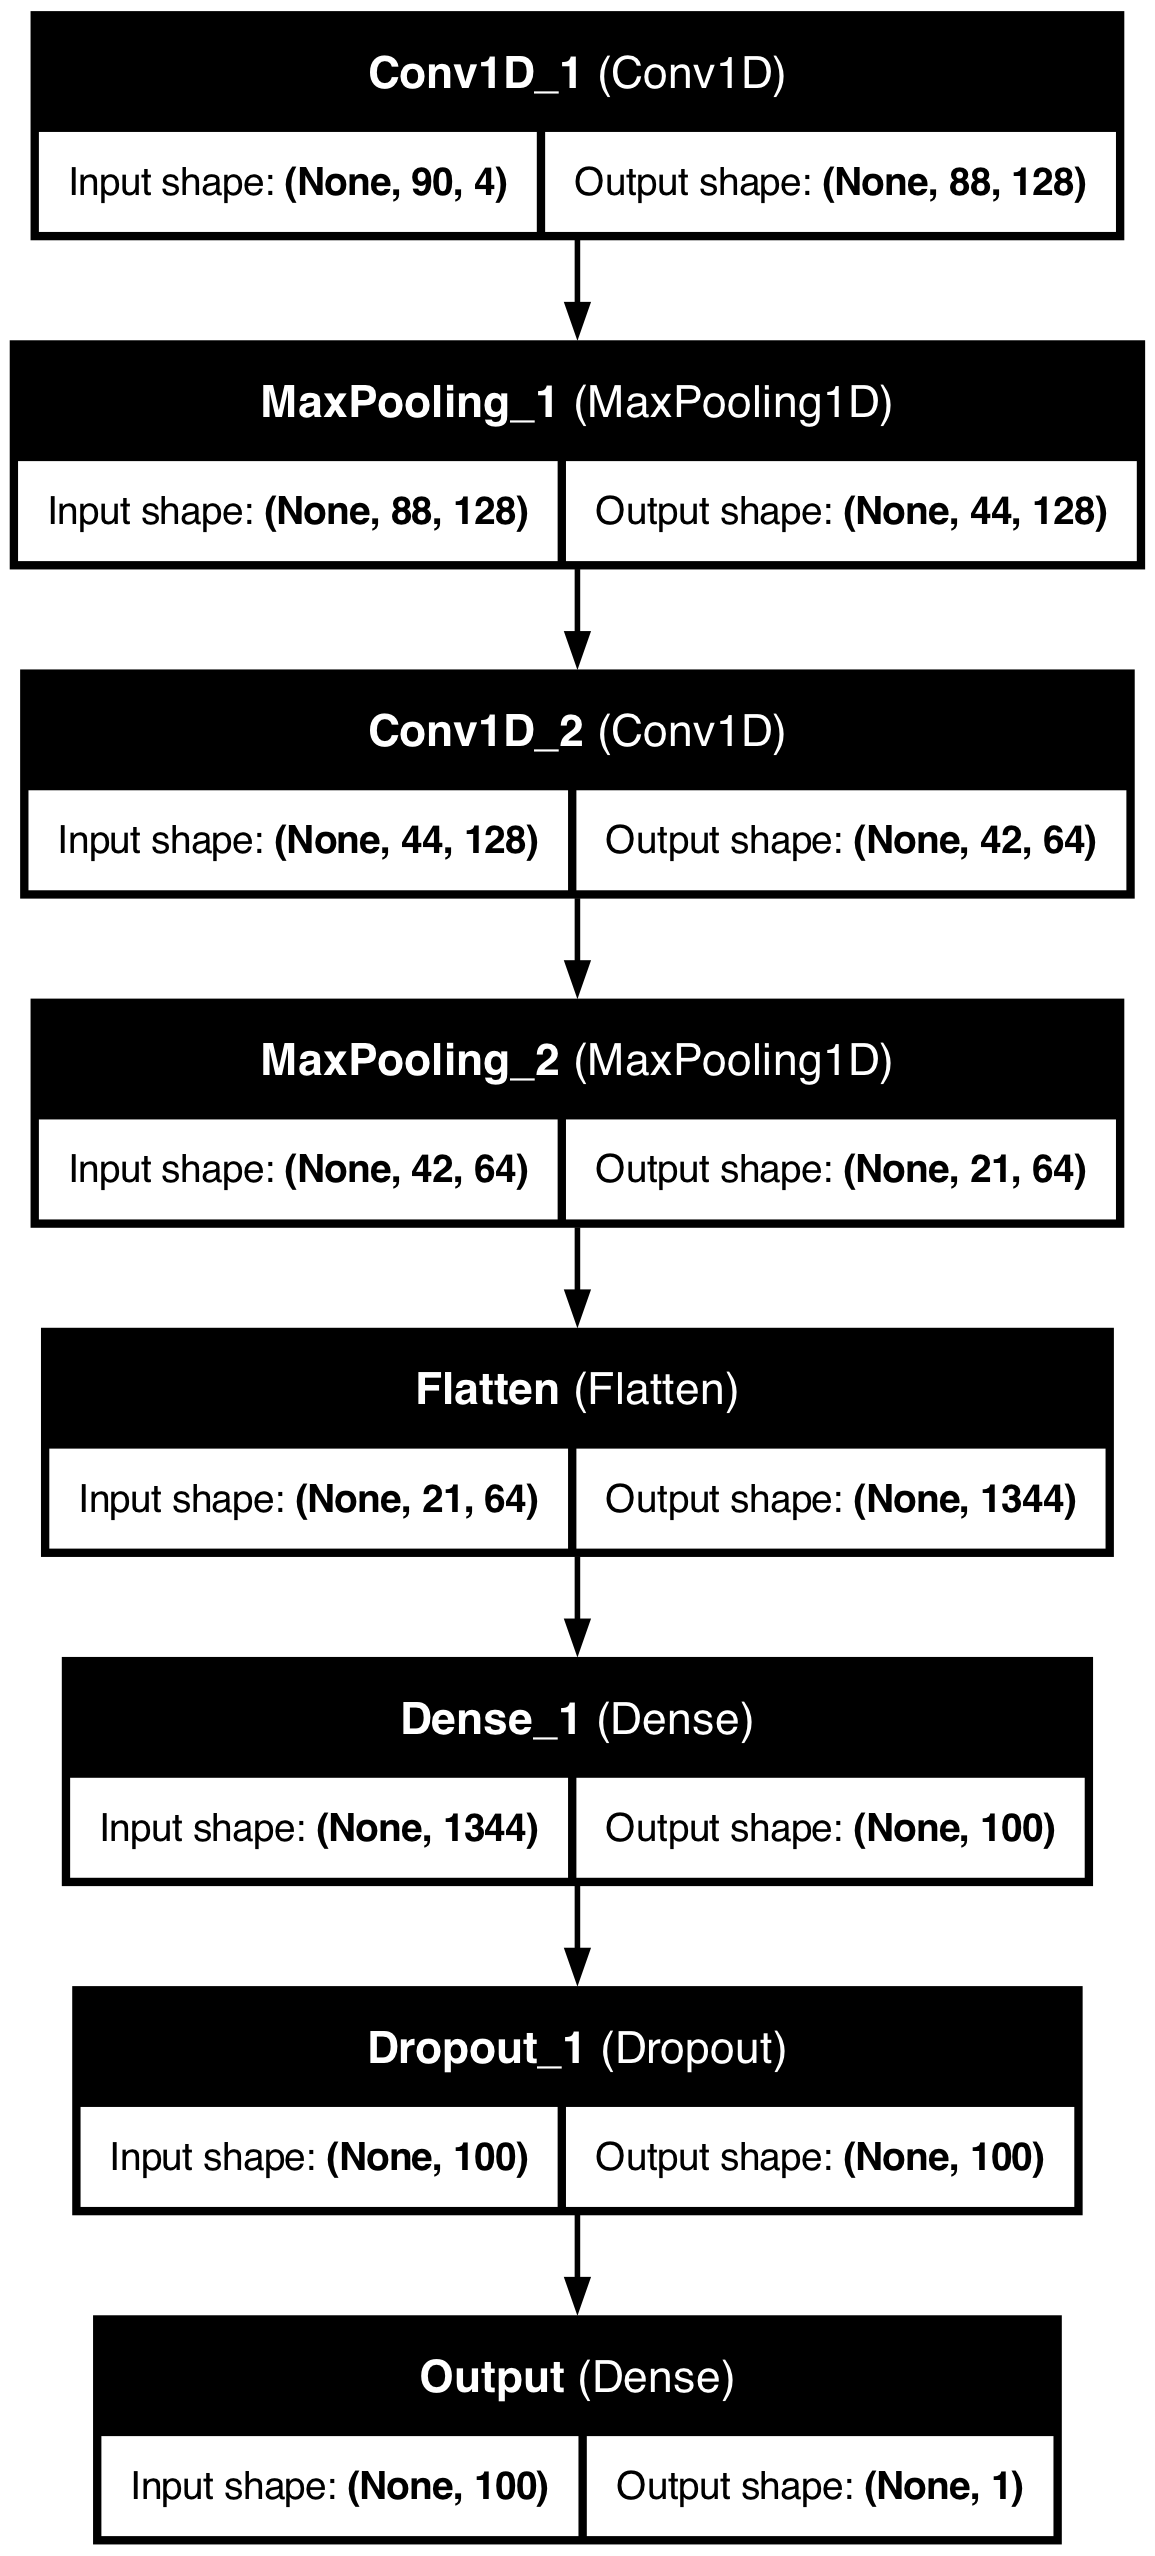 Conv1D_1 (Conv1D)
Input shape: (None, 90, 4) Output shape: (None, 88, 128)
MaxPooling_1 (MaxPooling1D)
Input shape: (None, 88, 128) Output shape: (None, 44, 128)
Conv1D_2 (Conv1D)
Input shape: (None, 44, 128) Output shape: (None, 42, 64)
MaxPooling_2 (MaxPooling1D)
Input shape: (None, 42, 64) Output shape: (None, 21, 64)
Flatten (Flatten)
Input shape: (None, 21, 64) Output shape: (None, 1344)
Dense_1 (Dense)
Input shape: (None, 1344) Output shape: (None, 100)
Dropout_1 (Dropout)
Input shape: (None, 100) Output shape: (None, 100)
Output (Dense)
Input shape: (None, 100) Output shape: (None, 1)